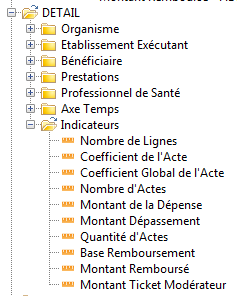 DETAIL
Organisme
Etablissement Exécutant
Bénéficiaire
Prestations
Professionnel de Santé
Axe Temps
Indicateurs
Nombre de Lignes
Coefficient de l'Acte
Coefficient Global de l'Acte
Nombre d'Actes
Montant de la Dépense
Montant Dépassement
Quantité d'Actes
Base Remboursement
Montant Remboursé
Montant Ticket Modérateur